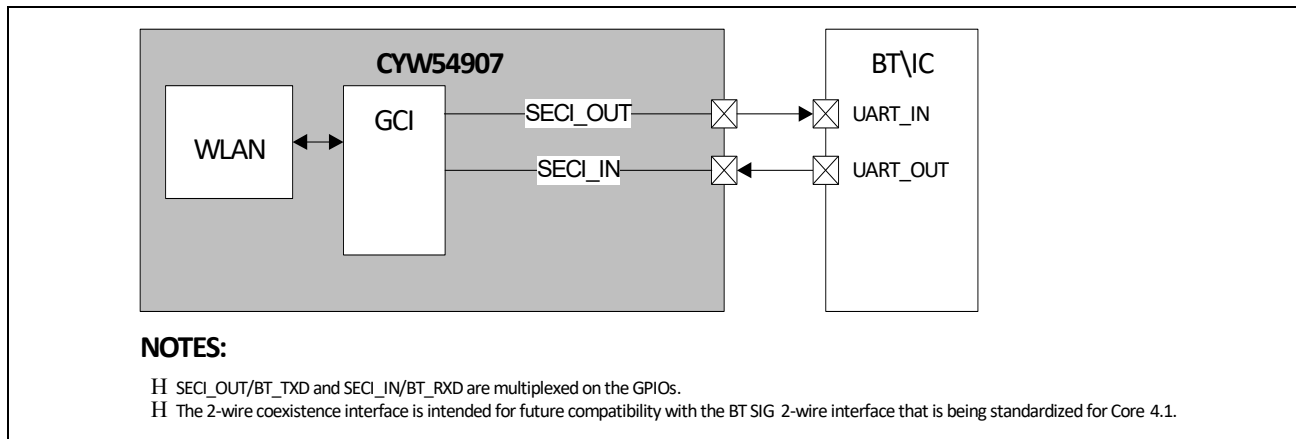 CYW54907
BT\IC
WLAN
GCI
SECI_OUT
UART_IN
SECI_IN
UART_OUT
NOTES:
H SECI_OUT/BT_TXD and SECI_IN/BT_RXD are multiplexed on the GPIOs.
H The 2-wire coexistence interface is intended for future compatibility with the BT SIG 2-wire interface that is being standardized for Core 4.1.